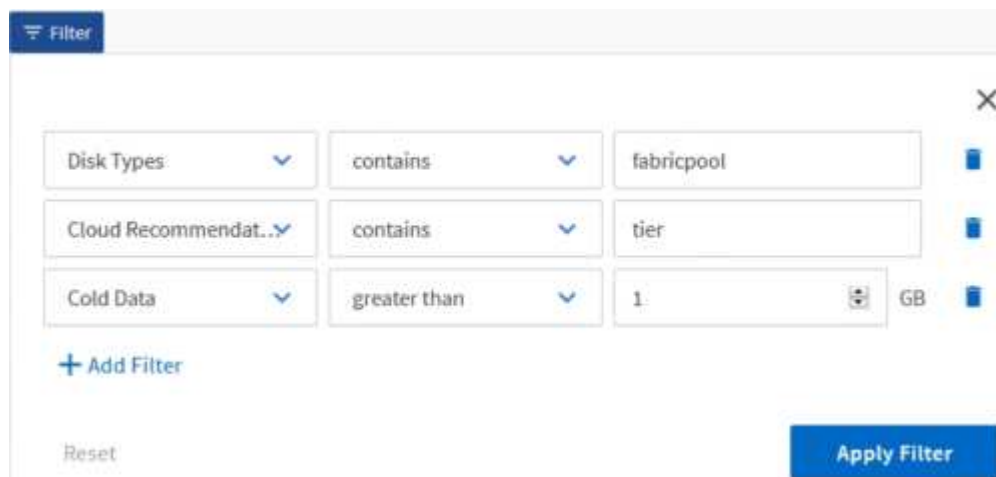 Filter
Disk Types contains fabricpool
Cloud Recommendat... contains tier
Cold Data greater than 1 GB
+ Add Filter
Reset Apply Filter